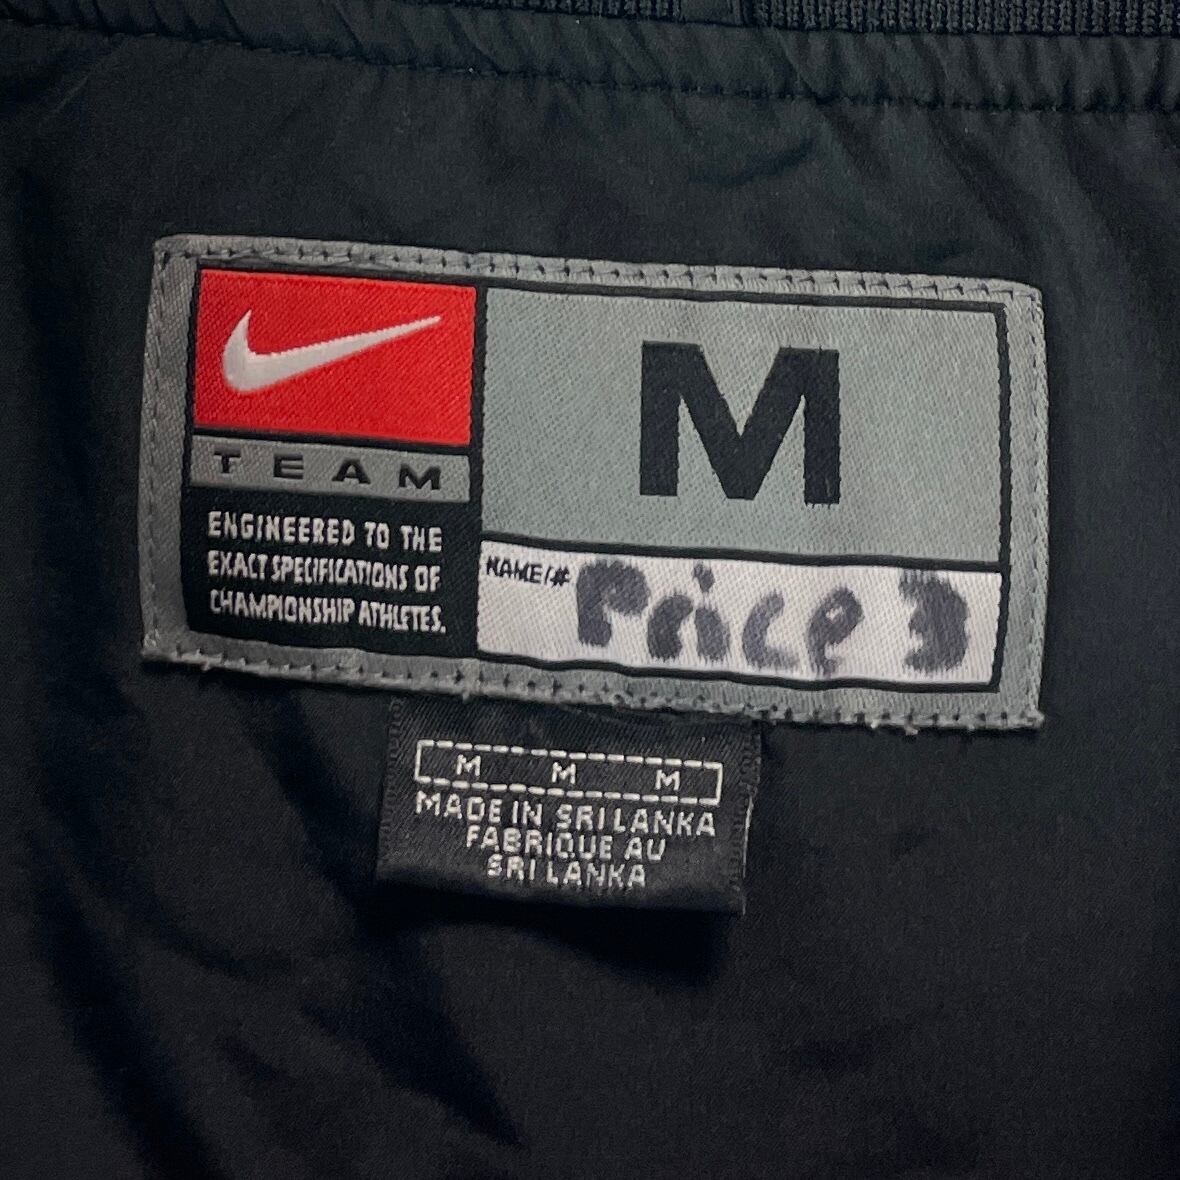 TEAM
ENGINEERED TO THE
EXACT SPECIFICATIONS OF
CHAMPIONSHIP ATHLETES.
M
NAME/# Price 3
M M M
MADE IN SRI LANKA
FABRIQUE AU
SRI LANKA